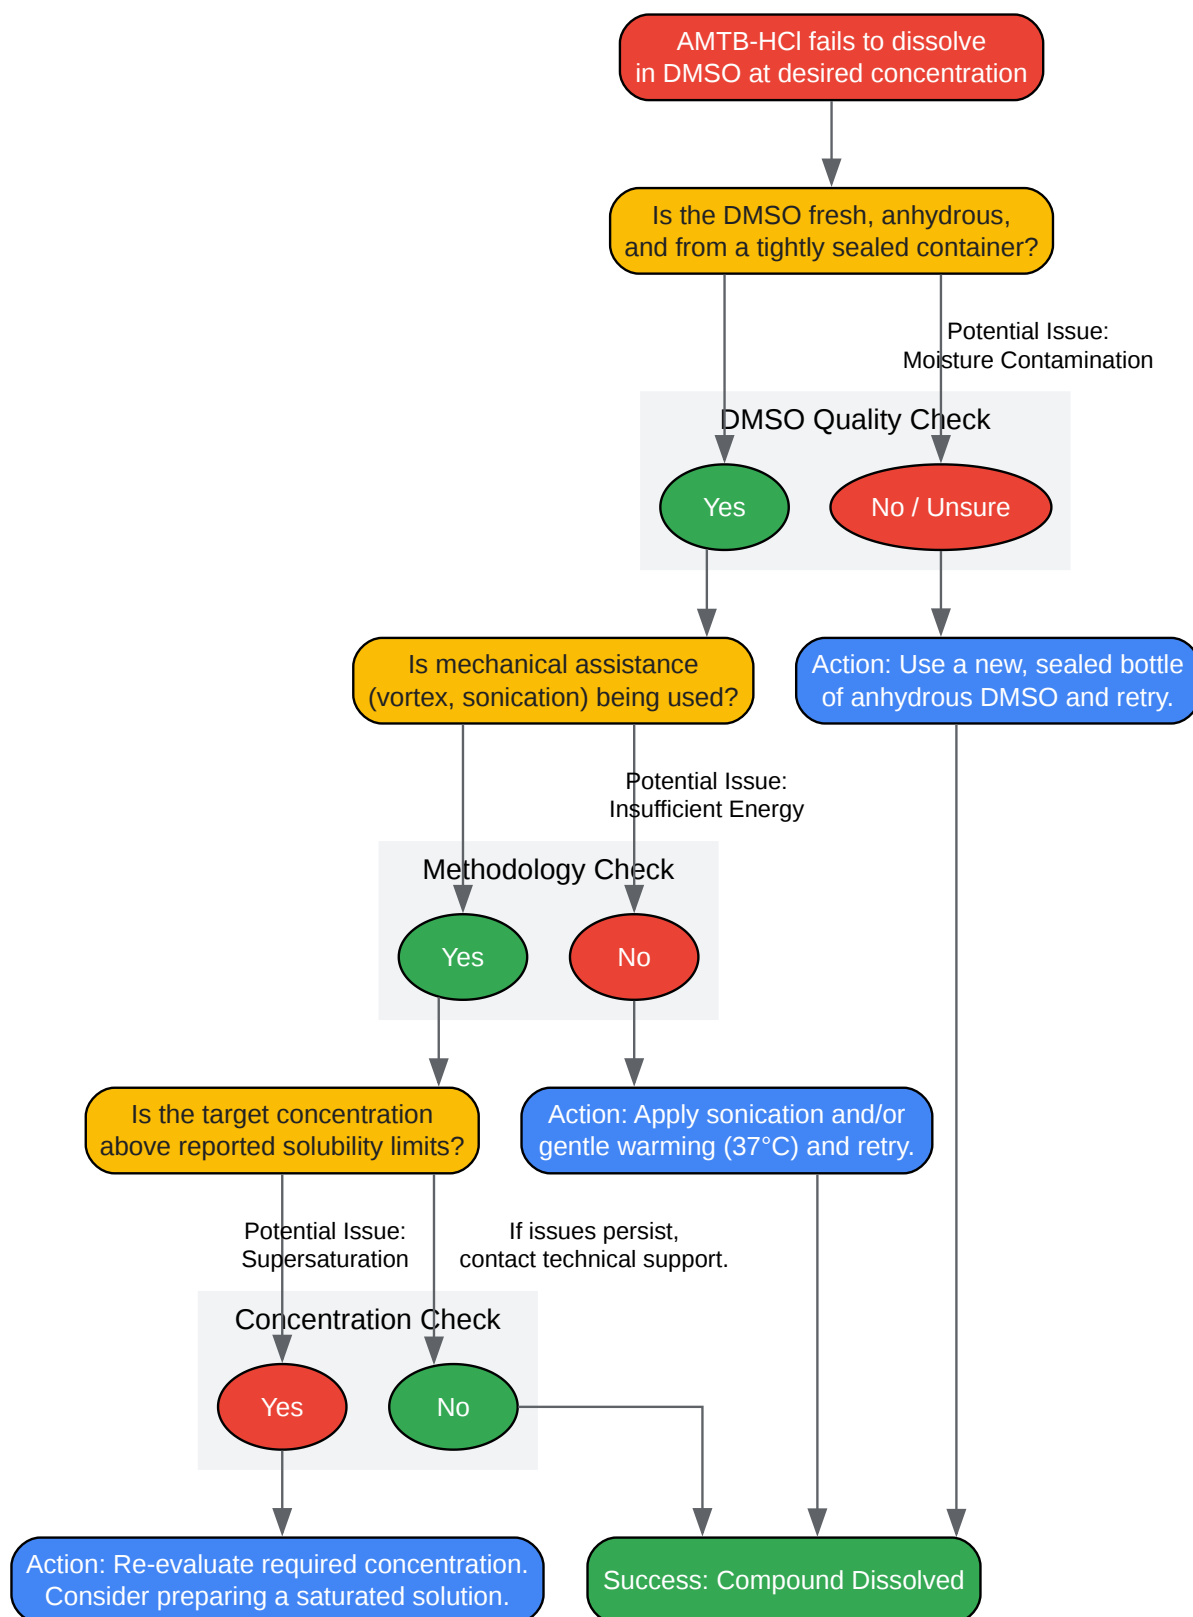 AMTB-HCl fails to dissolve
in DMSO at desired concentration
Is the DMSO fresh, anhydrous,
and from a tightly sealed container?
Potential Issue:
Moisture Contamination
DMSO Quality Check
Yes
No / Unsure
Is mechanical assistance
(vortex, sonication) being used?
Action: Use a new, sealed bottle
of anhydrous DMSO and retry.
Potential Issue:
Insufficient Energy
Methodology Check
Yes
No
Is the target concentration
above reported solubility limits?
Action: Apply sonication and/or
gentle warming (37°C) and retry.
Potential Issue:
Supersaturation
If issues persist,
contact technical support.
Concentration Check
Yes
No
Action: Re-evaluate required concentration.
Consider preparing a saturated solution.
Success: Compound Dissolved